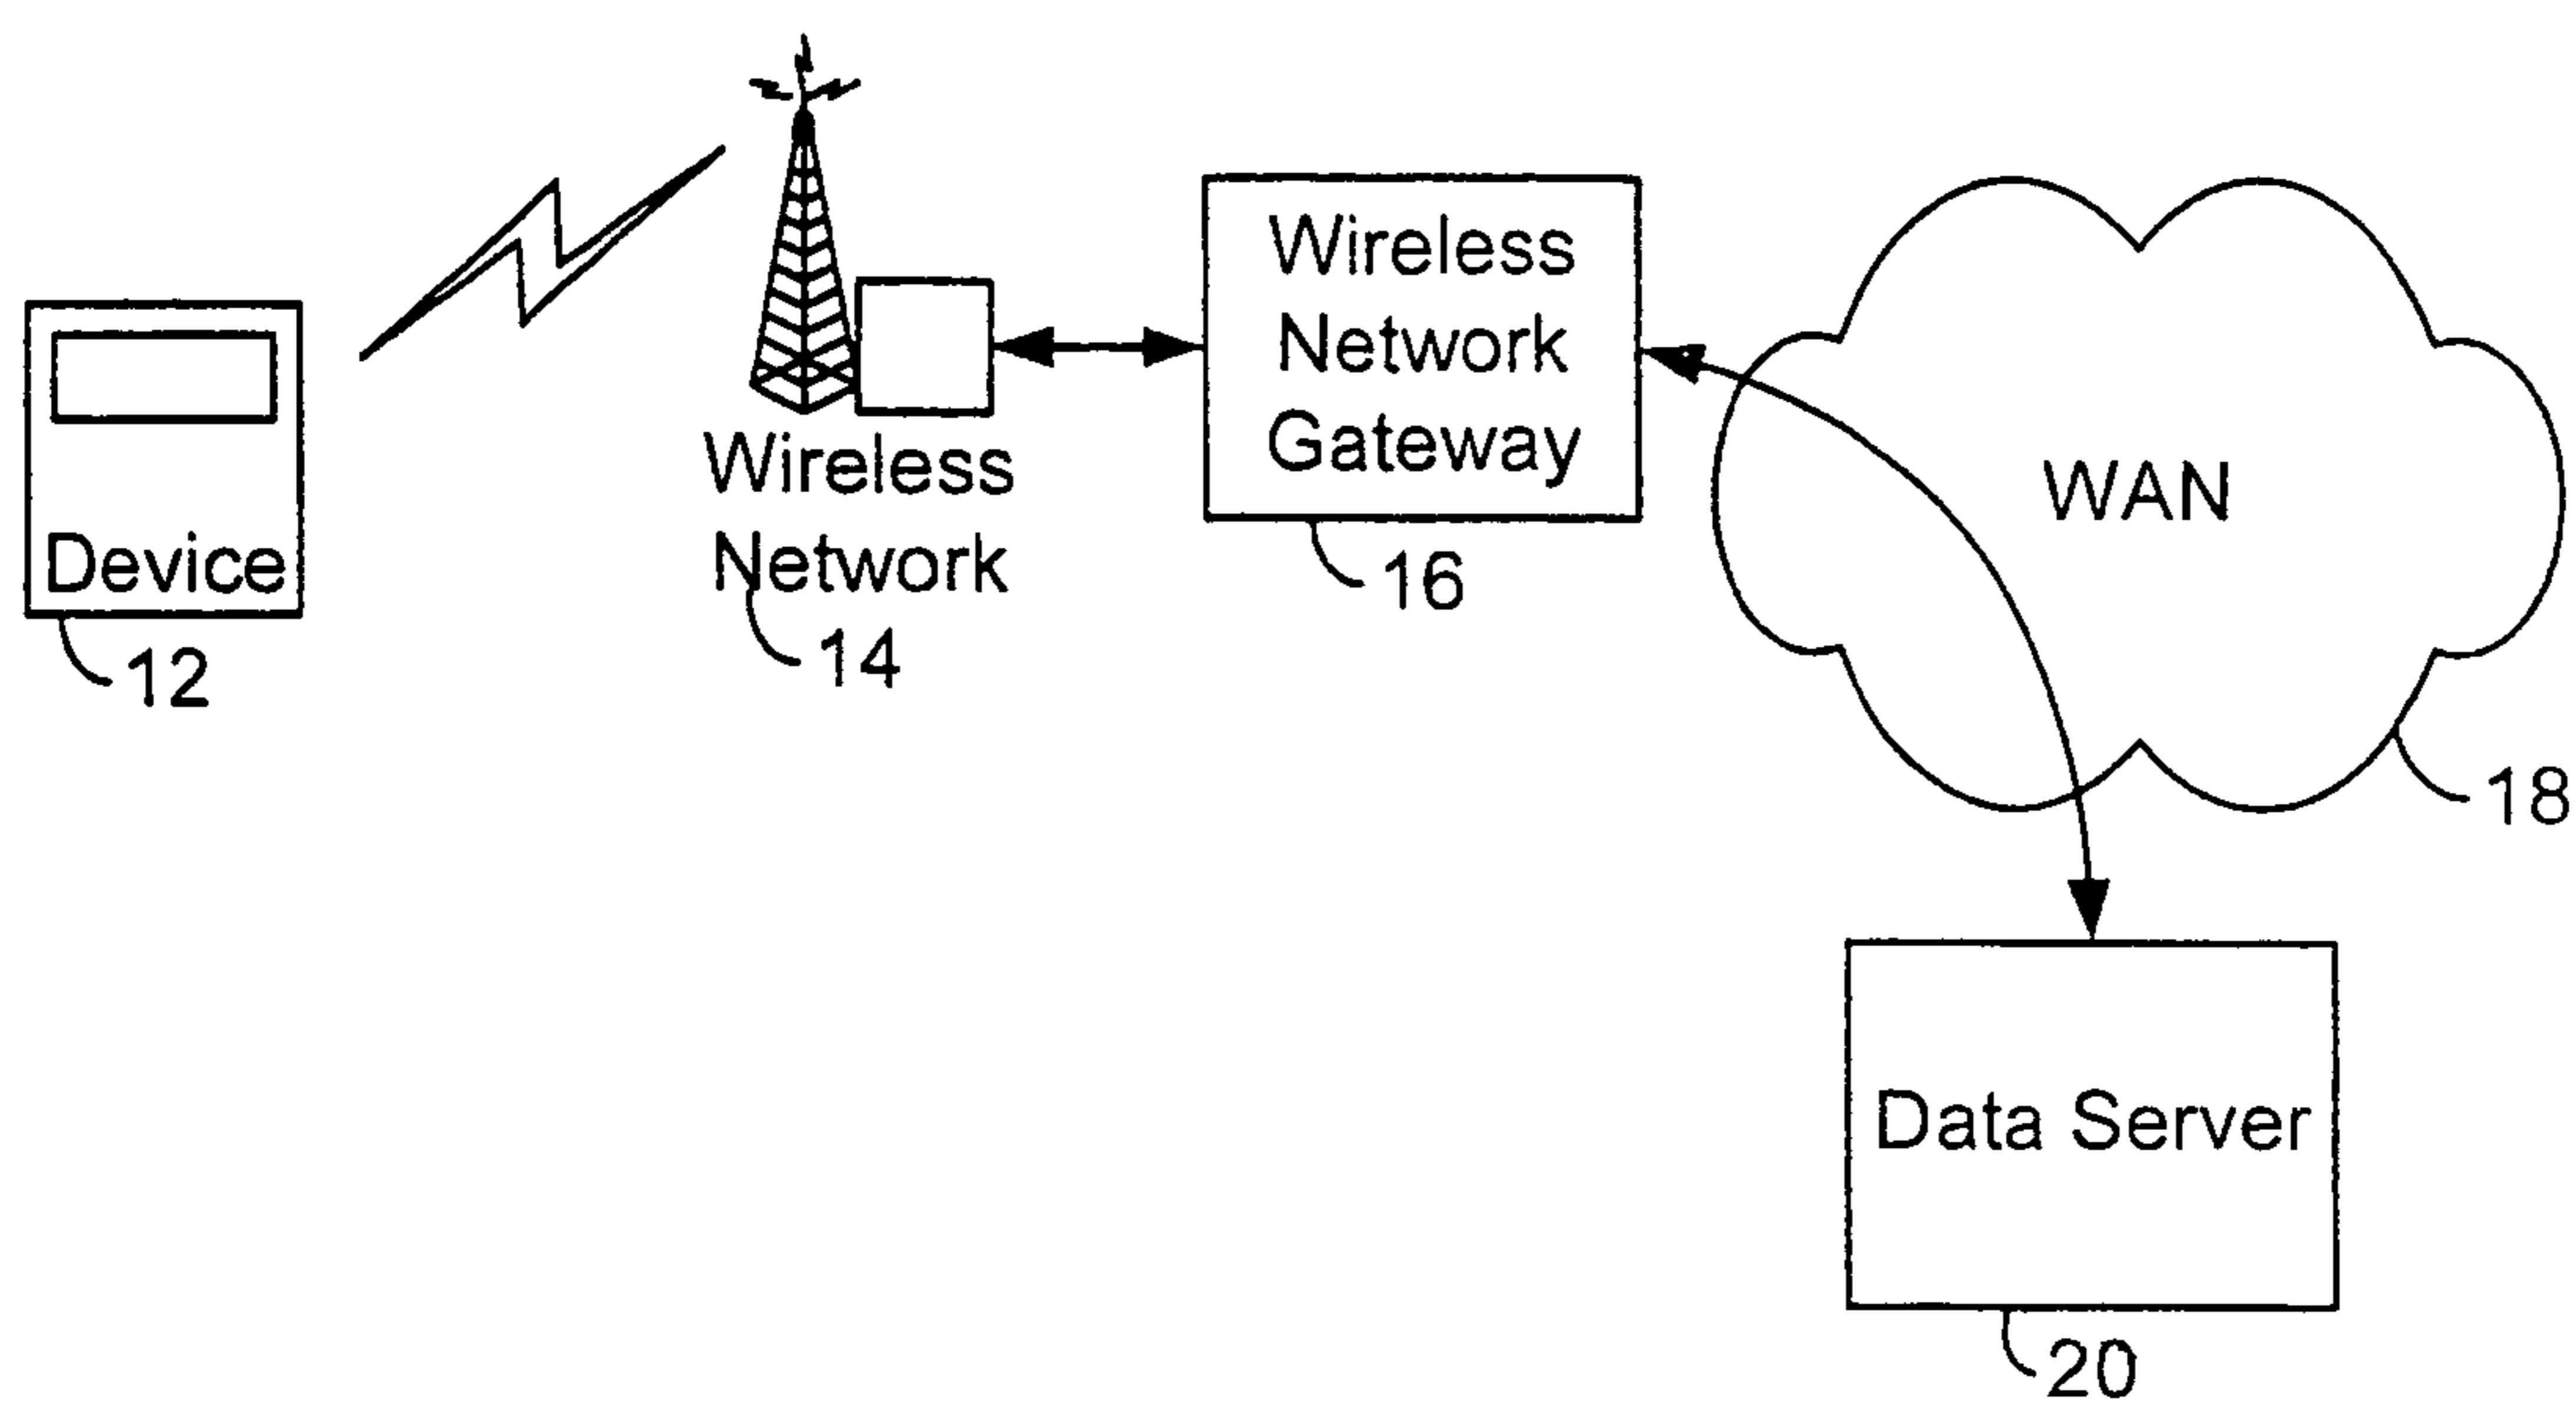 Device
12
Wireless
Network
14
Wireless
Network
Gateway
16
WAN
18
Data Server
20